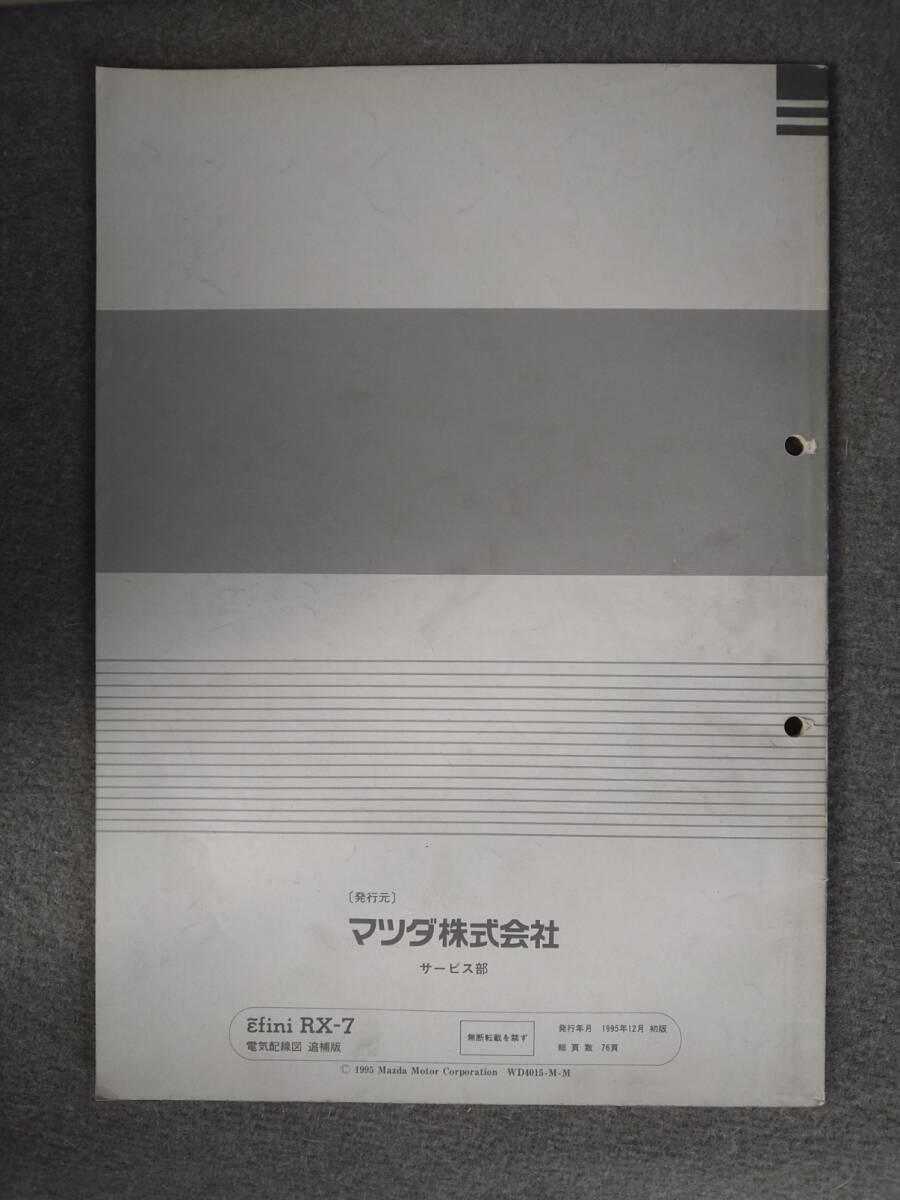 〔発行元〕
マツダ株式会社
サービス部
ɛ̃fini RX-7
電気配線図 追補版
無断転載を禁ず
発行年月 1995年12月 初版
総頁数 76頁
© 1995 Mazda Motor Corporation WD4015-M-M